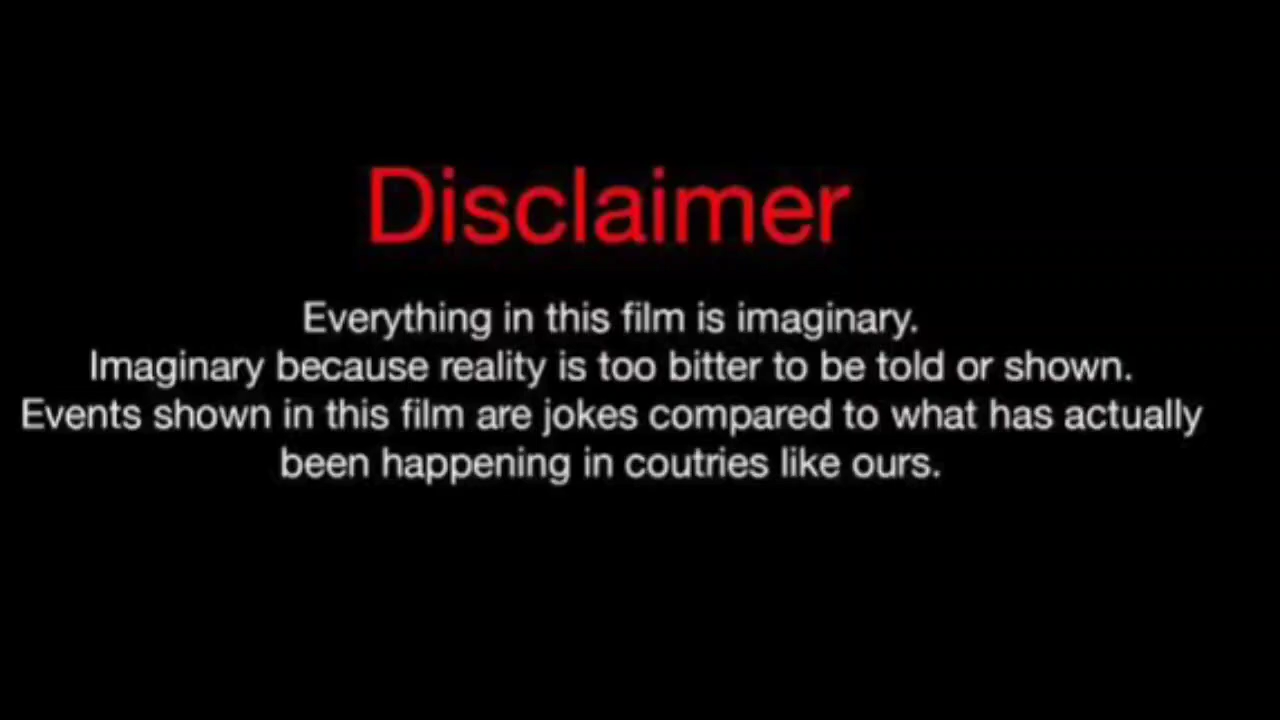 Disclaimer
Everything in this film is imaginary.
Imaginary because reality is too bitter to be told or shown.
Events shown in this film are jokes compared to what has actually
been happening in coutries like ours.